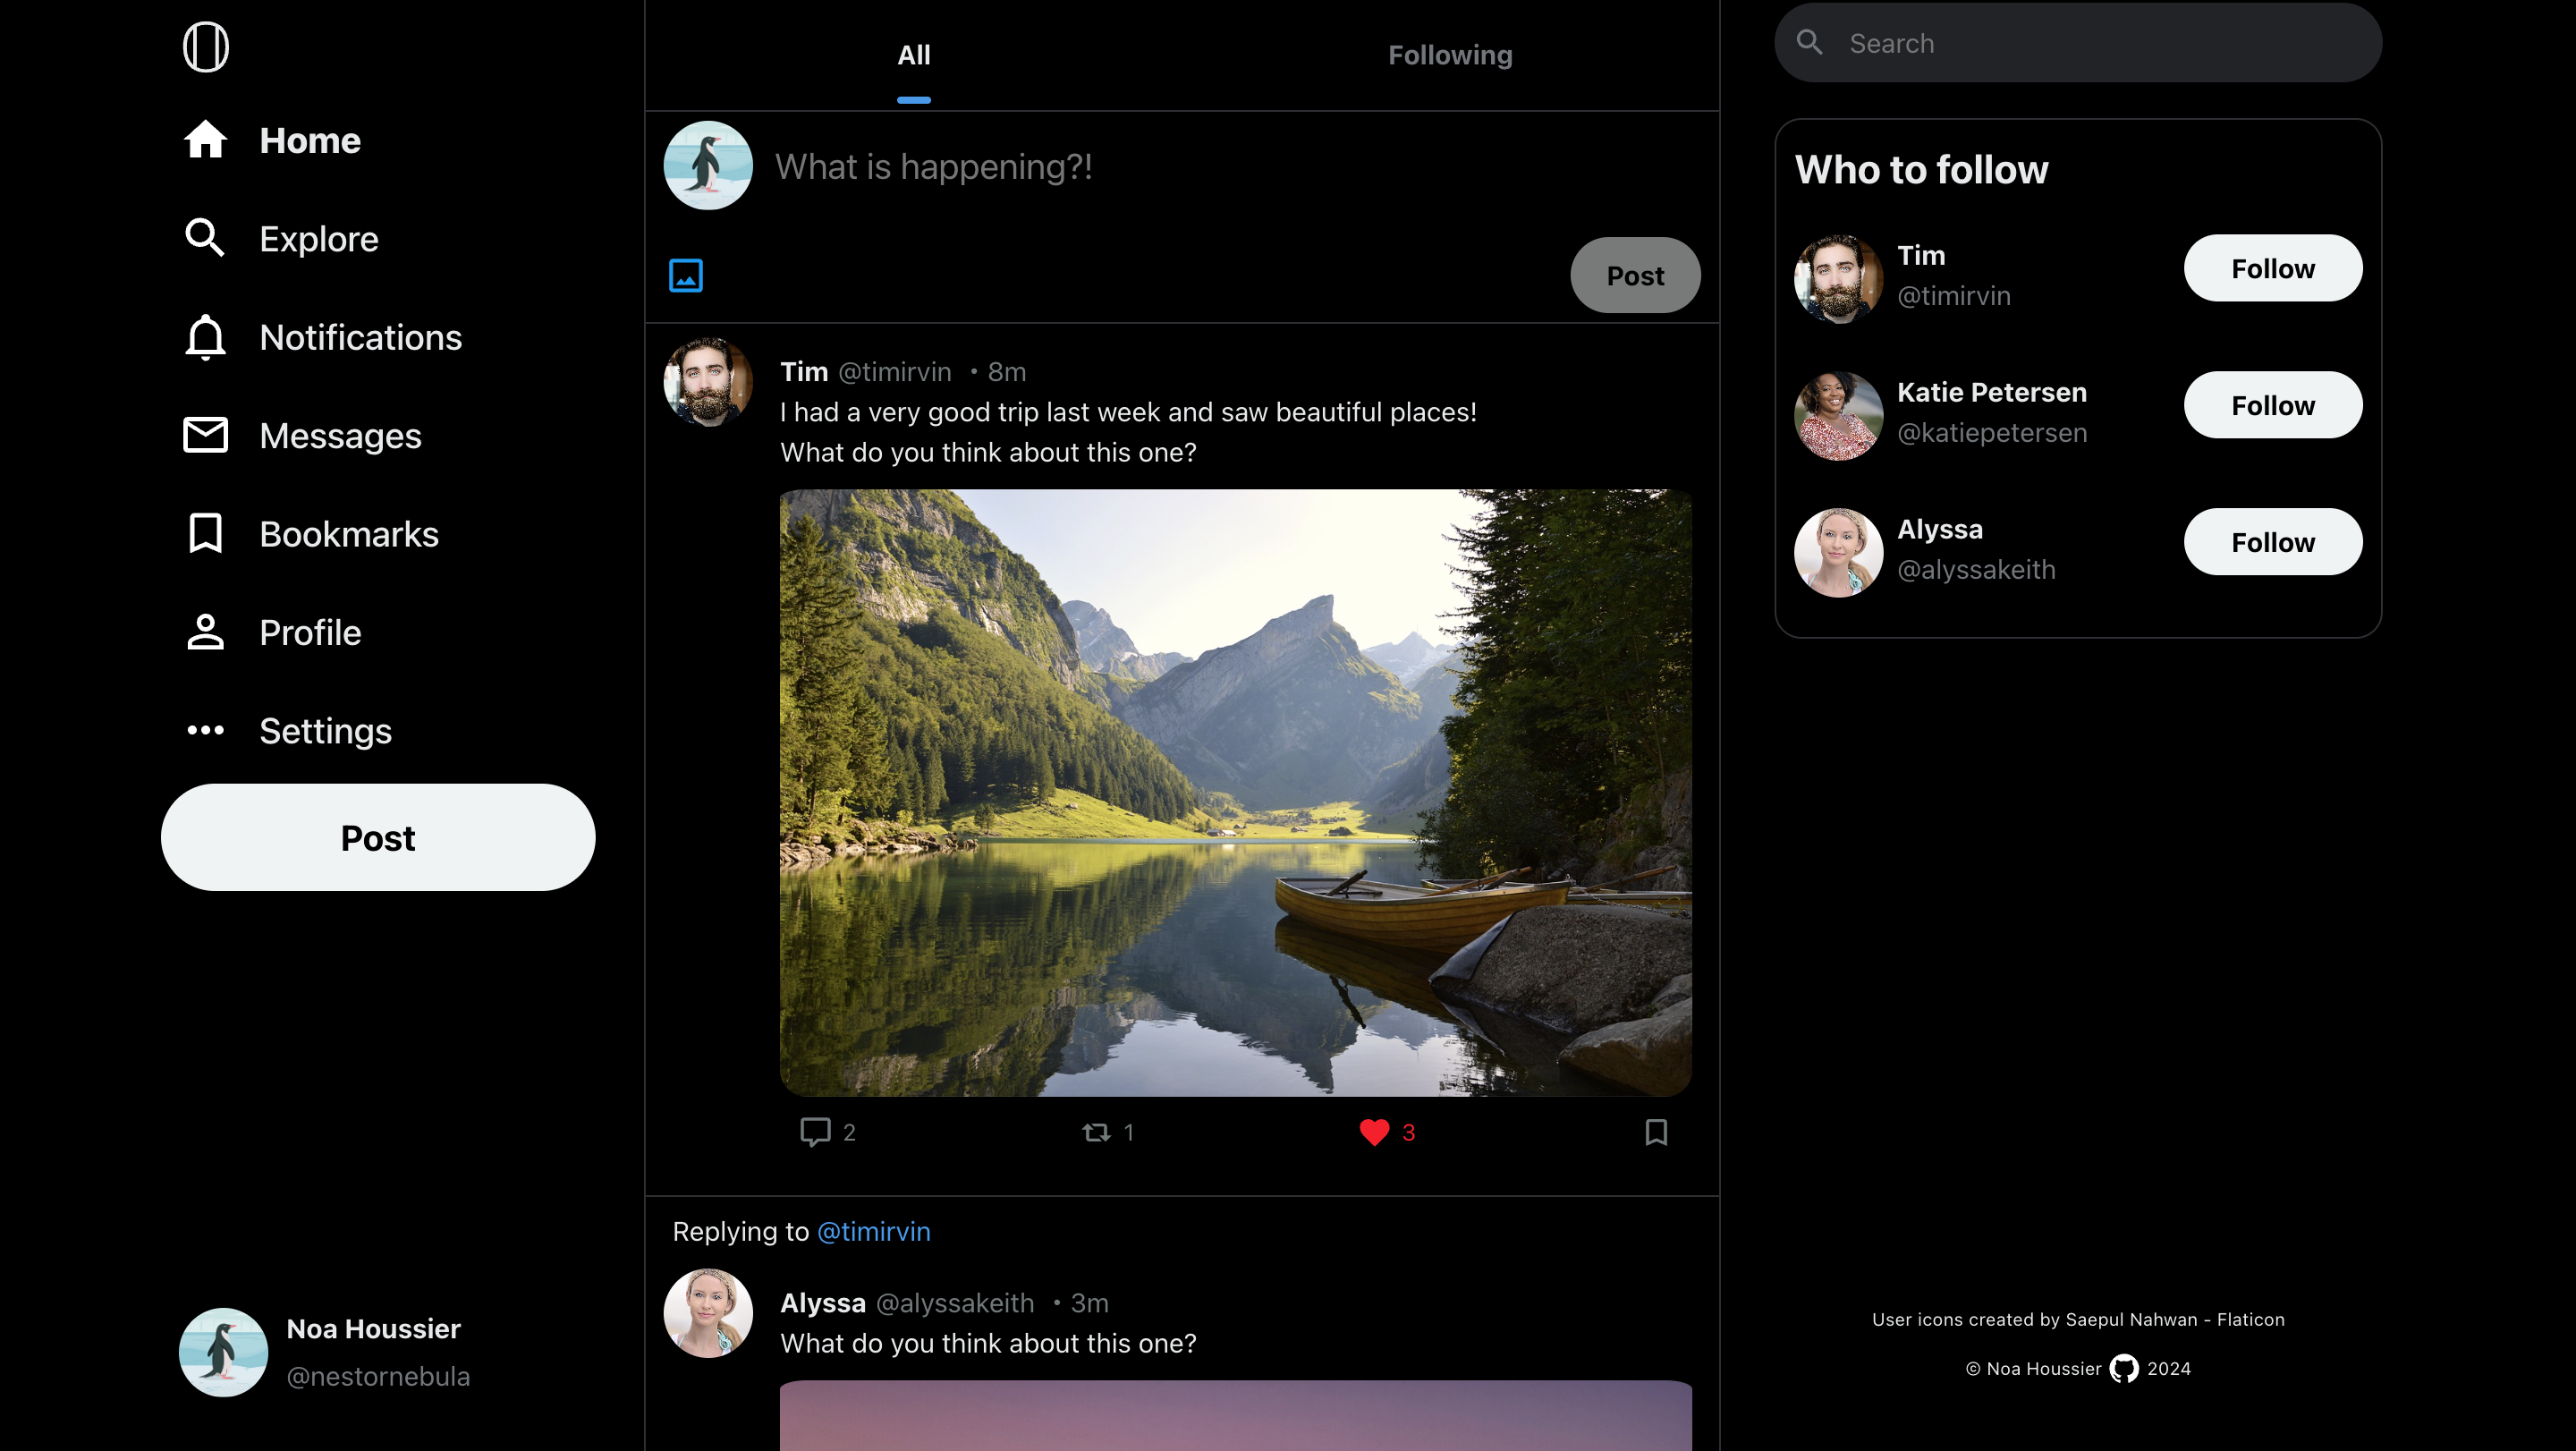 Home
Explore
Notifications
Messages
Bookmarks
Profile
Settings
Post
Noa Houssier
@nestornebula
All
Following
What is happening?!
Post
Tim @timirvin • 8m
I had a very good trip last week and saw beautiful places!
What do you think about this one?
2
1
3
Replying to @timirvin
Alyssa @alyssakeith • 3m
What do you think about this one?
Search
Who to follow
Tim
@timirvin
Follow
Katie Petersen
@katiepetersen
Follow
Alyssa
@alyssakeith
Follow
User icons created by Saepul Nahwan - Flaticon
© Noa Houssier 2024